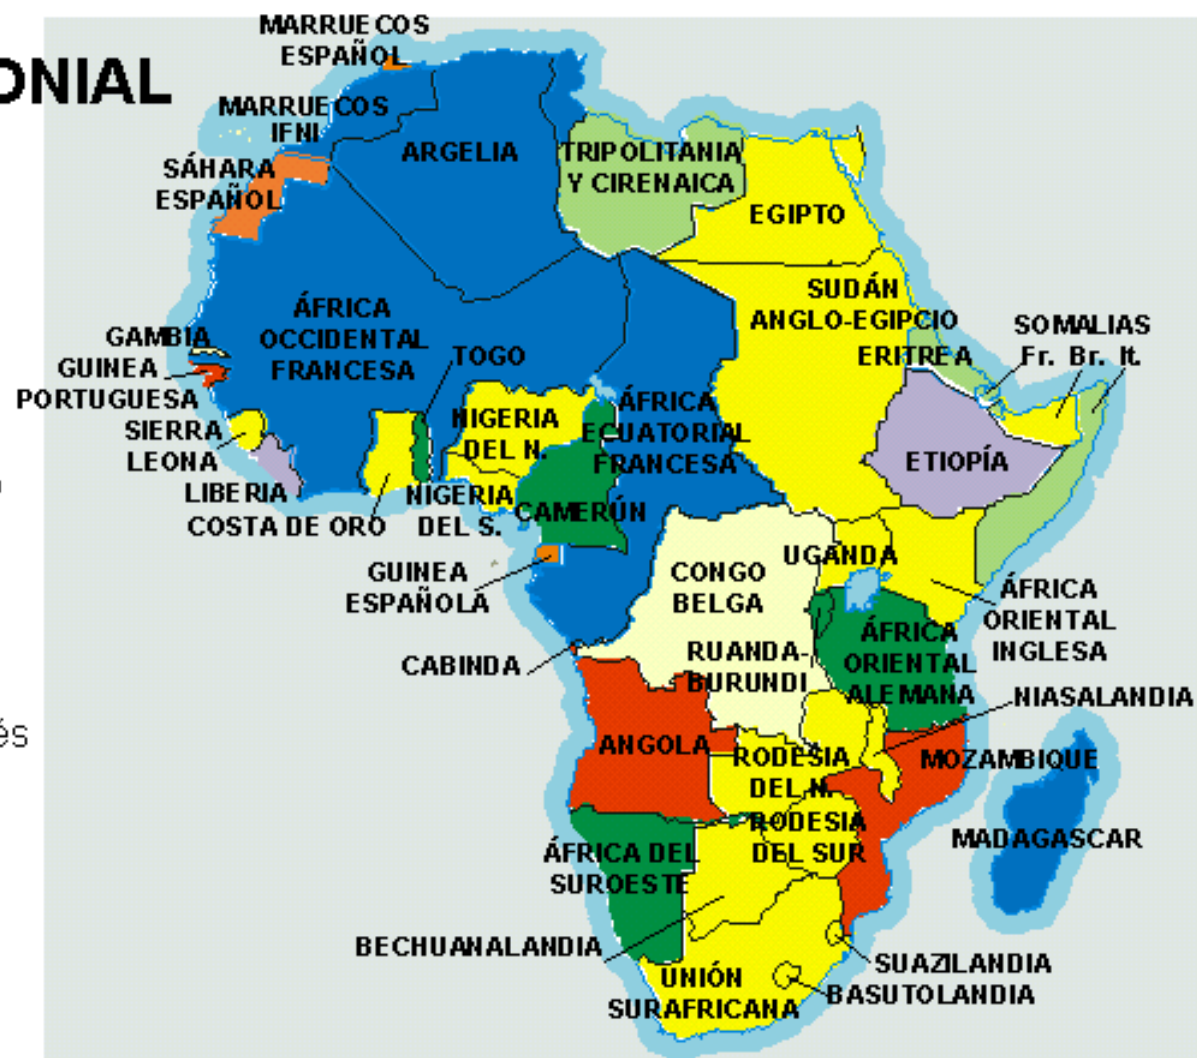 MARRUECOS
ESPAÑOL
ONIAL
MARRUECOS
IFNI
ARGELIA
TRIPOLITANIA
Y CIRENAICA
SÁHARA
ESPAÑOL
EGIPTO
SUDÁN
ANGLO-EGIPCIO
ÁFRICA
OCCIDENTAL
FRANCESA
SOMALIAS
Fr. Br. It.
ERITREA
GAMBIA
GUINEA
PORTUGUESA
TOGO
SIERRA
LEONA
NIGERIA
DEL N.
ÁFRICA
ECUATORIAL
FRANCESA
ETIOPÍA
LIBERIA
COSTA DE ORO
NIGERIA
DEL S.
CAMERÚN
UGANDA
GUINEA
ESPAÑOLA
CONGO
BELGA
ÁFRICA
ORIENTAL
INGLESA
ÁFRICA
ORIENTAL
ALEMANA
CABINDA
RUANDA-
BURUNDI
NIASALANDIA
és
ANGOLA
RODESIA
DEL N.
MOZAMBIQUE
RODESIA
DEL SUR
MADAGASCAR
ÁFRICA DEL
SUROESTE
BECHUANALANDIA
UNIÓN
SURAFRICANA
SUAZILANDIA
BASUTOLANDIA